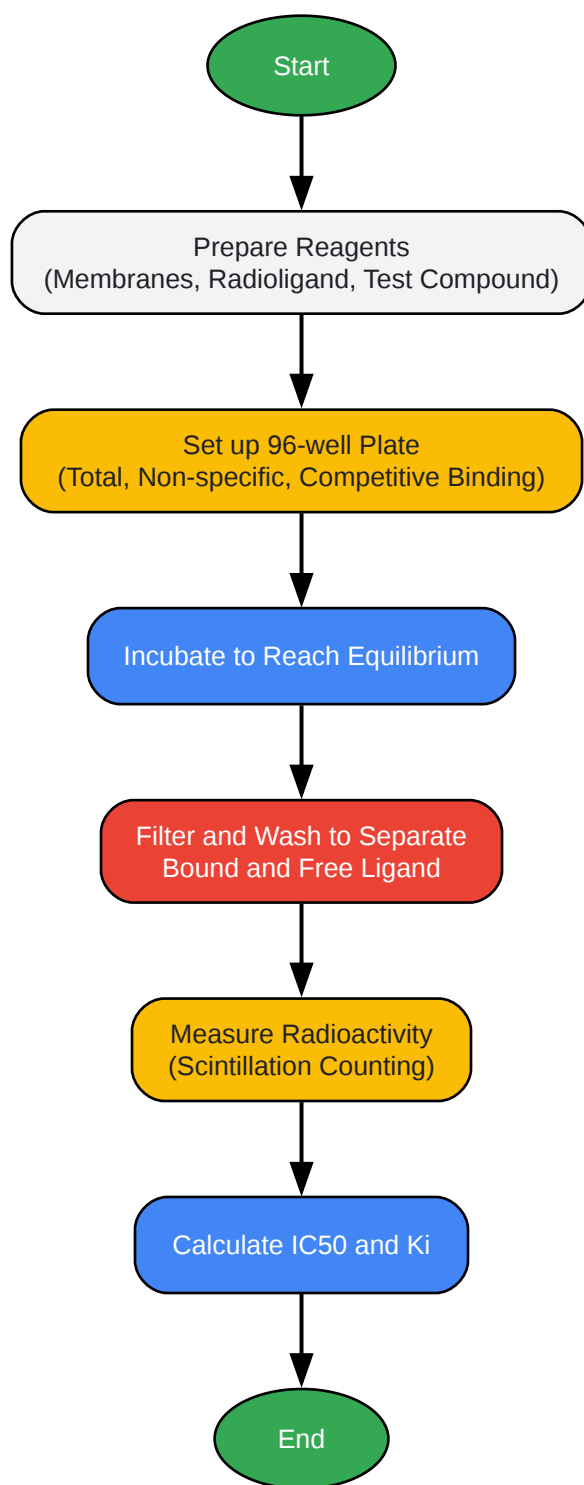 Start
Prepare Reagents
(Membranes, Radioligand, Test Compound)
Set up 96-well Plate
(Total, Non-specific, Competitive Binding)
Incubate to Reach Equilibrium
Filter and Wash to Separate
Bound and Free Ligand
Measure Radioactivity
(Scintillation Counting)
Calculate IC50 and Ki
End